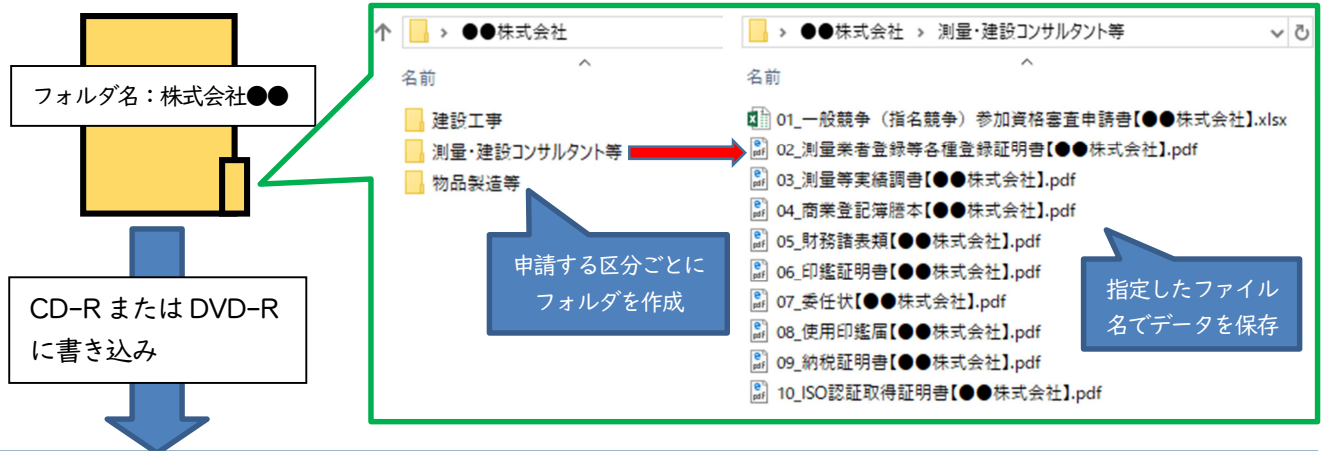 フォルダ名：株式会社●●
CD-R または DVD-R
に書き込み
●●株式会社
名前
建設工事
測量・建設コンサルタント等
物品製造等
申請する区分ごとに
フォルダを作成
●●株式会社 › 測量・建設コンサルタント等
名前
01_一般競争（指名競争）参加資格審査申請書【●●株式会社】.xlsx
02_測量業者登録等各種登録証明書【●●株式会社】.pdf
03_測量等実績調書【●●株式会社】.pdf
04_商業登記簿謄本【●●株式会社】.pdf
05_財務諸表類【●●株式会社】.pdf
06_印鑑証明書【●●株式会社】.pdf
07_委任状【●●株式会社】.pdf
08_使用印鑑届【●●株式会社】.pdf
09_納税証明書【●●株式会社】.pdf
10_ISO認証取得証明書【●●株式会社】.pdf
指定したファイル
名でデータを保存